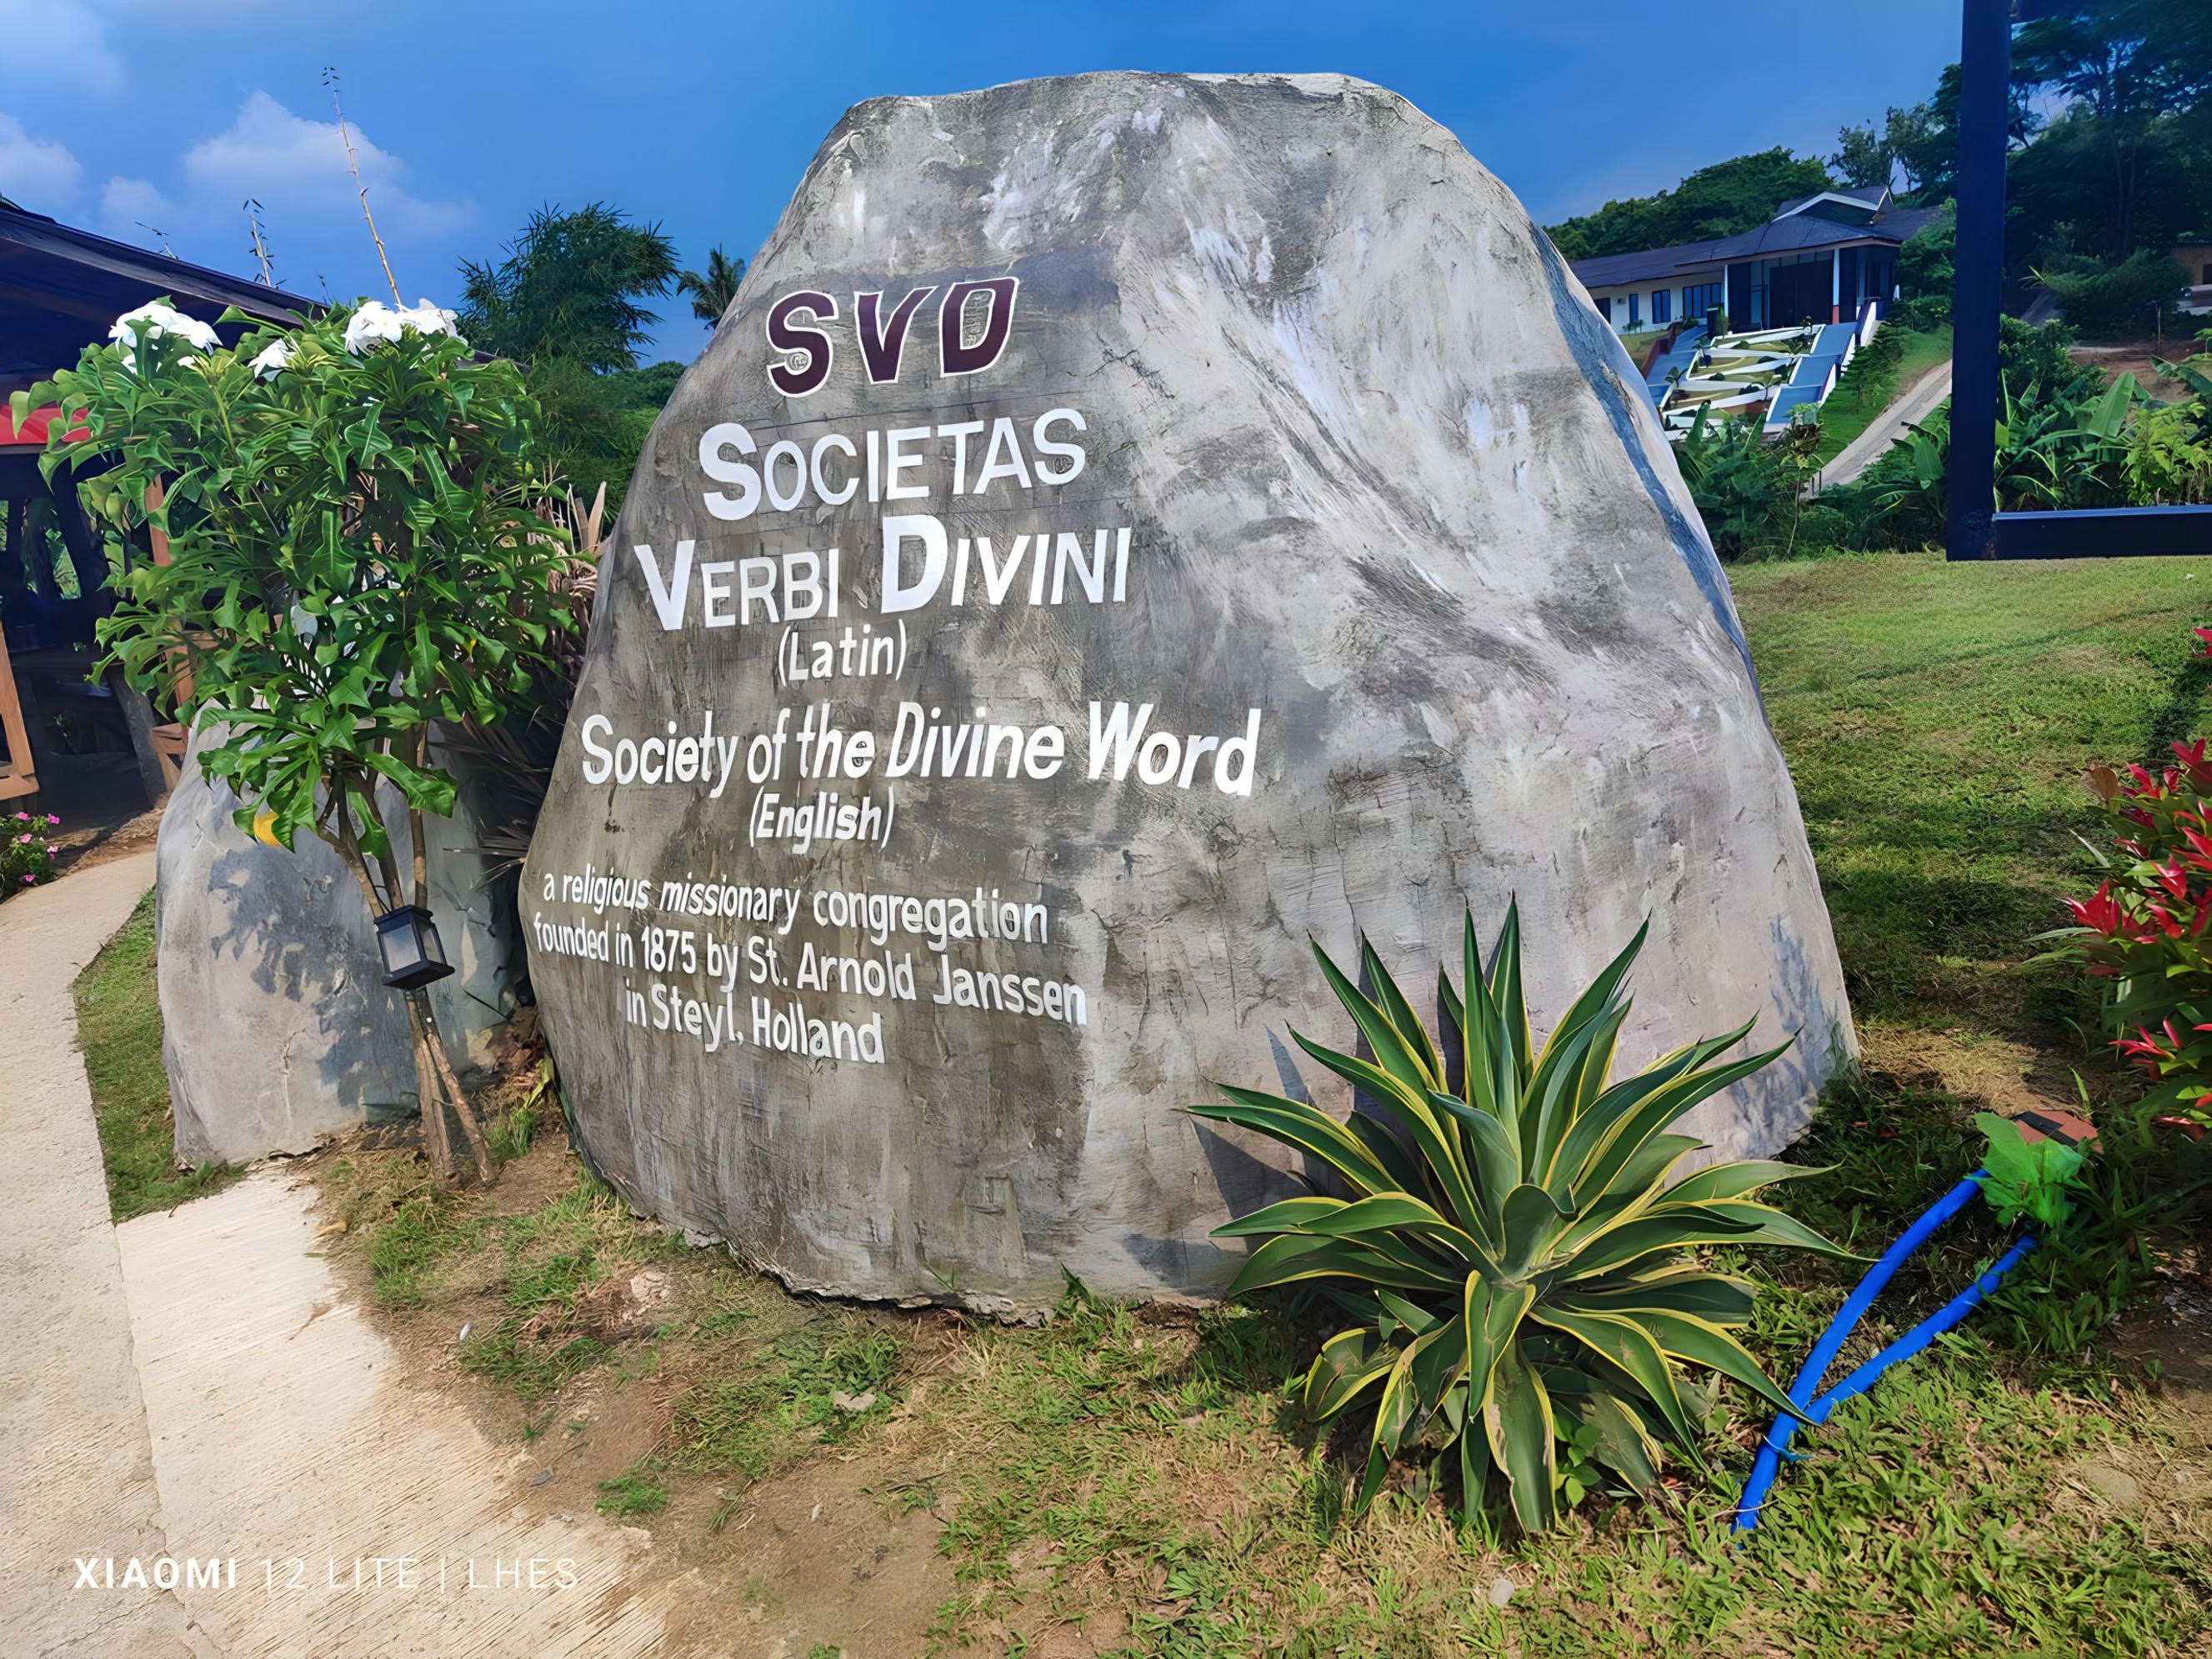 SVD
SOCIETAS
VERBI DIVINI
(Latin)
Society of the Divine Word
(English)
a religious missionary congregation
founded in 1875 by St. Arnold Janssen
in Steyl, Holland
XIAOMI 12 LITE | LHES